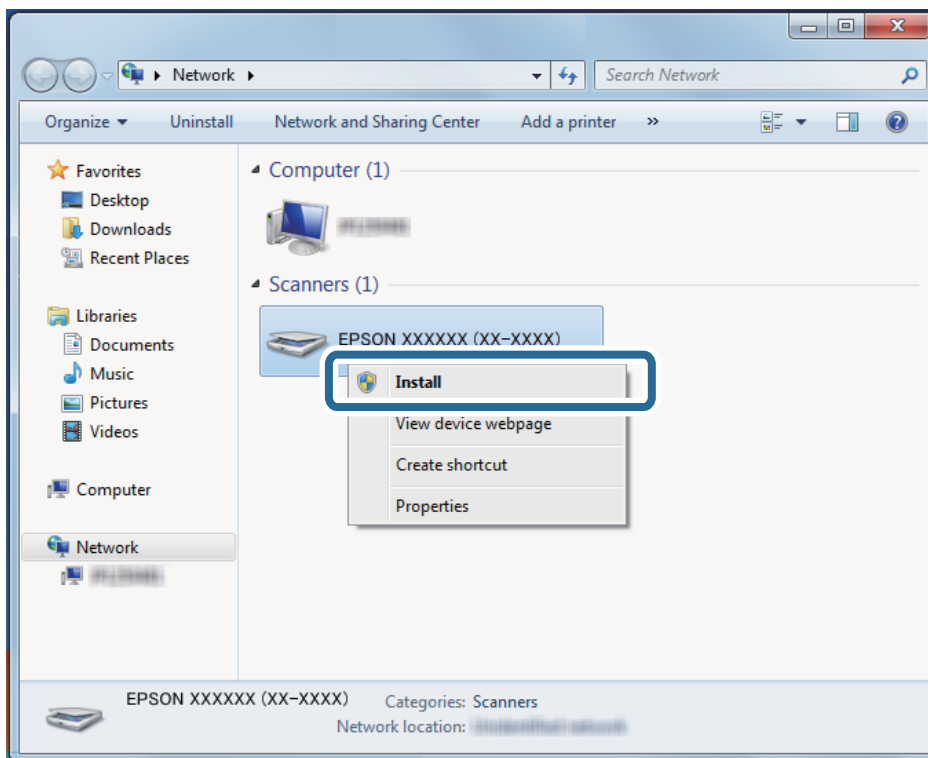 Network
Search Network
Organize Uninstall Network and Sharing Center Add a printer »
Favorites
Desktop
Downloads
Recent Places
Libraries
Documents
Music
Pictures
Videos
Computer
Network
Computer (1)
Scanners (1)
EPSON XXXXXX (XX-XXXX)
Install
View device webpage
Create shortcut
Properties
EPSON XXXXXX (XX-XXXX) Categories: Scanners
Network location: